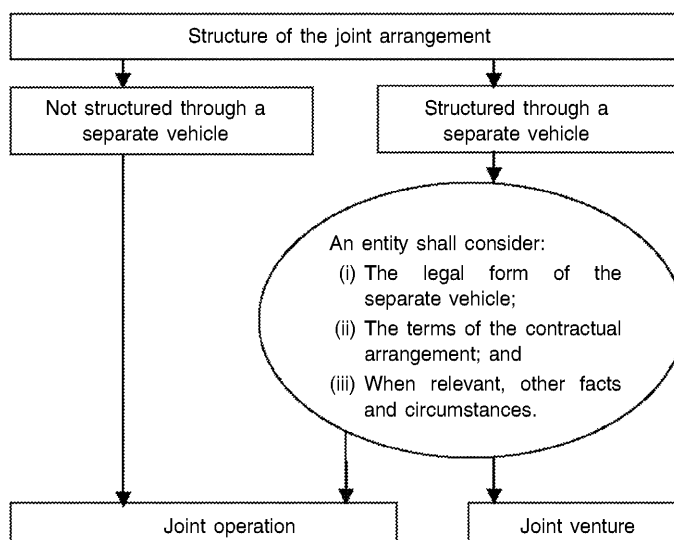 Structure of the joint arrangement
Not structured through a
separate vehicle
Structured through a
separate vehicle
An entity shall consider:
(i) The legal form of the
separate vehicle;
(ii) The terms of the contractual
arrangement; and
(iii) When relevant, other facts
and circumstances.
Joint operation
Joint venture